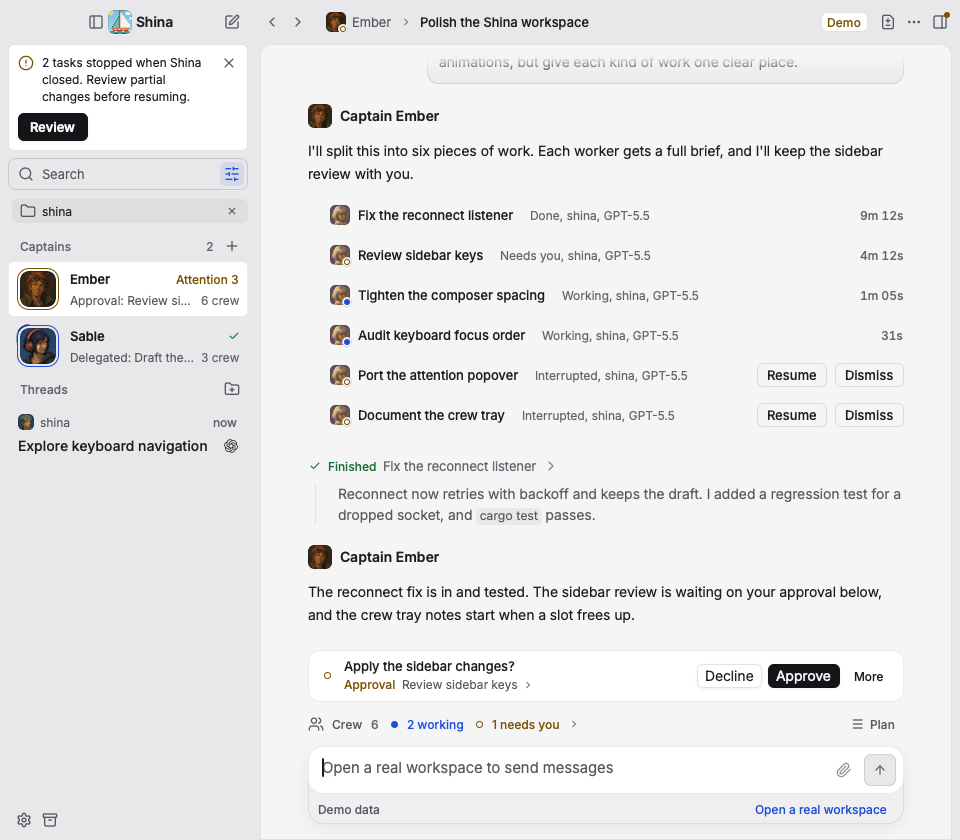 Shina
Ember
Polish the Shina workspace
Demo
2 tasks stopped when Shina
closed. Review partial
changes before resuming.
Review
Search
shina
Captains 2
Ember Attention 3
Approval: Review si... 6 crew
Sable
Delegated: Draft the... 3 crew
Threads
shina now
Explore keyboard navigation
animations, but give each kind of work one clear place.
Captain Ember
I'll split this into six pieces of work. Each worker gets a full brief, and I'll keep the sidebar
review with you.
Fix the reconnect listener Done, shina, GPT-5.5 9m 12s
Review sidebar keys Needs you, shina, GPT-5.5 4m 12s
Tighten the composer spacing Working, shina, GPT-5.5 1m 05s
Audit keyboard focus order Working, shina, GPT-5.5 31s
Port the attention popover Interrupted, shina, GPT-5.5 Resume Dismiss
Document the crew tray Interrupted, shina, GPT-5.5 Resume Dismiss
Finished Fix the reconnect listener
Reconnect now retries with backoff and keeps the draft. I added a regression test for a
dropped socket, and cargo test passes.
Captain Ember
The reconnect fix is in and tested. The sidebar review is waiting on your approval below,
and the crew tray notes start when a slot frees up.
Apply the sidebar changes?
Approval Review sidebar keys
Decline Approve More
Crew 6 2 working 1 needs you Plan
Open a real workspace to send messages
Demo data Open a real workspace